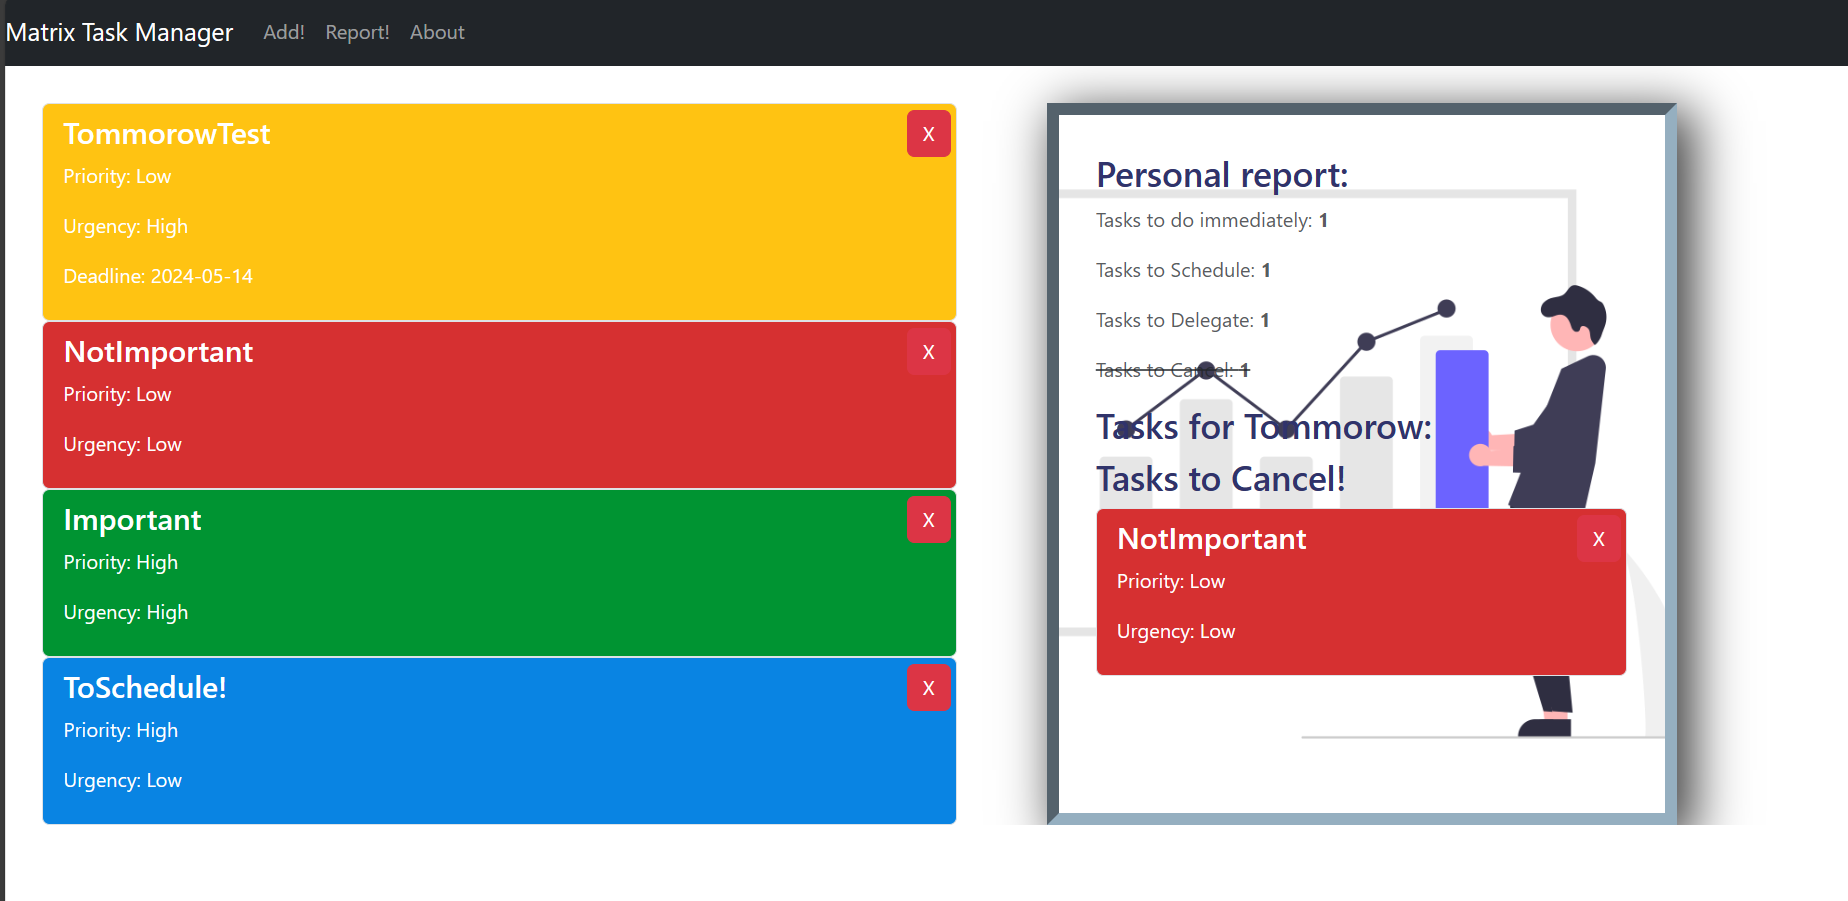 Matrix Task Manager Add! Report! About
TommorowTest
X
Priority: Low
Urgency: High
Deadline: 2024-05-14
NotImportant
X
Priority: Low
Urgency: Low
Important
X
Priority: High
Urgency: High
ToSchedule!
X
Priority: High
Urgency: Low
Personal report:
Tasks to do immediately: 1
Tasks to Schedule: 1
Tasks to Delegate: 1
Tasks to Cancel: 1
Tasks for Tommorow:
Tasks to Cancel!
NotImportant
X
Priority: Low
Urgency: Low